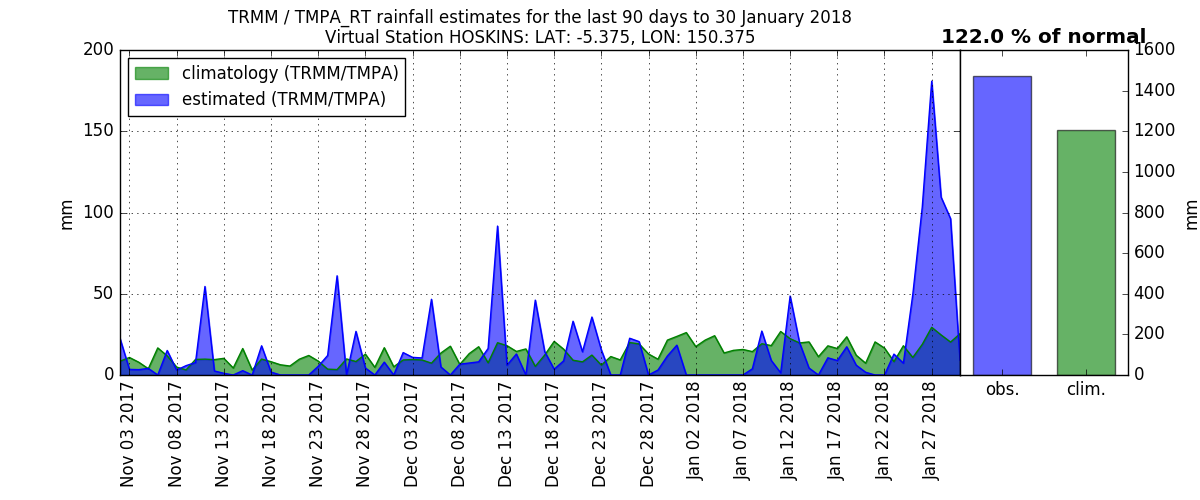 TRMM / TMPA_RT rainfall estimates for the last 90 days to 30 January 2018
Virtual Station HOSKINS: LAT: -5.375, LON: 150.375
122.0 % of normal
climatology (TRMM/TMPA)
estimated (TRMM/TMPA)
mm
200
150
100
50
0
Nov 03 2017
Nov 08 2017
Nov 13 2017
Nov 18 2017
Nov 23 2017
Nov 28 2017
Dec 03 2017
Dec 08 2017
Dec 13 2017
Dec 18 2017
Dec 23 2017
Dec 28 2017
Jan 02 2018
Jan 07 2018
Jan 12 2018
Jan 17 2018
Jan 22 2018
Jan 27 2018
obs.
clim.
1600
1400
1200
1000
800
600
400
200
0
mm